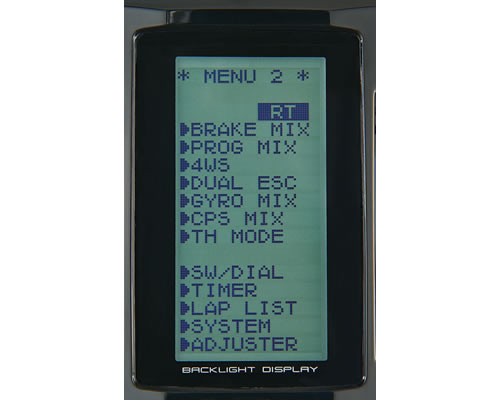 * MENU 2 *
RT
BRAKE MIX
PROG MIX
4WS
DUAL ESC
GYRO MIX
CPS MIX
TH MODE
SW/DIAL
TIMER
LAP LIST
SYSTEM
ADJUSTER
BACKLIGHT DISPLAY